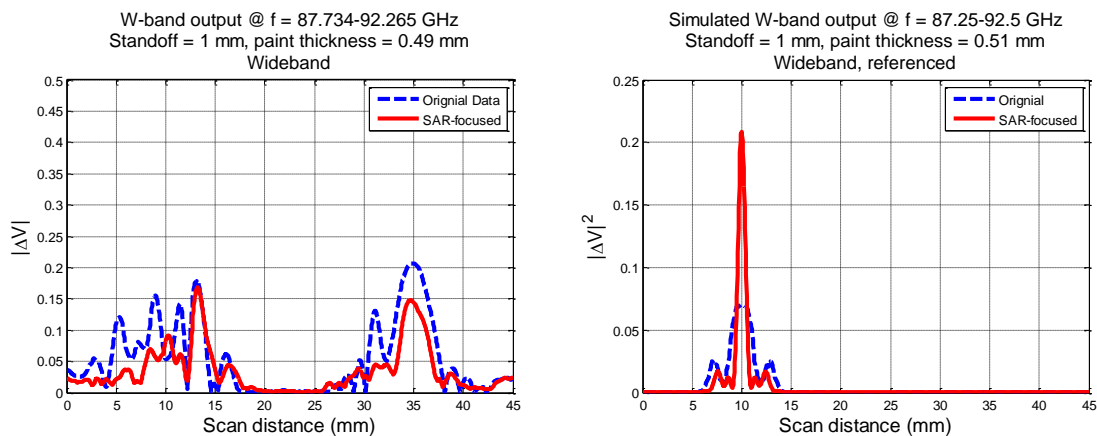 W-band output @ f = 87.734-92.265 GHz
Standoff = 1 mm, paint thickness = 0.49 mm
Wideband
0.5
0.45
0.4
0.35
0.3
0.25
0.2
0.15
0.1
0.05
0
|ΔV|
Orignial Data
SAR-focused
0 5 10 15 20 25 30 35 40 45
Scan distance (mm)
Simulated W-band output @ f = 87.25-92.5 GHz
Standoff = 1 mm, paint thickness = 0.51 mm
Wideband, referenced
0.25
0.2
0.15
0.1
0.05
0
|ΔV|²
Orignial
SAR-focused
0 5 10 15 20 25 30 35 40 45
Scan distance (mm)